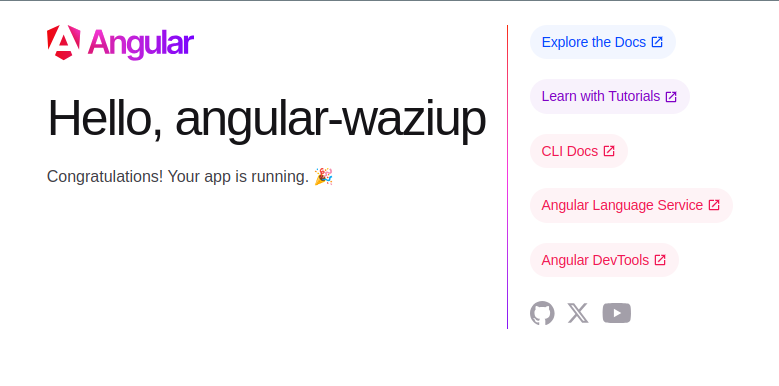 Angular
Hello, angular-waziup
Congratulations! Your app is running. 🎉
Explore the Docs
Learn with Tutorials
CLI Docs
Angular Language Service
Angular DevTools